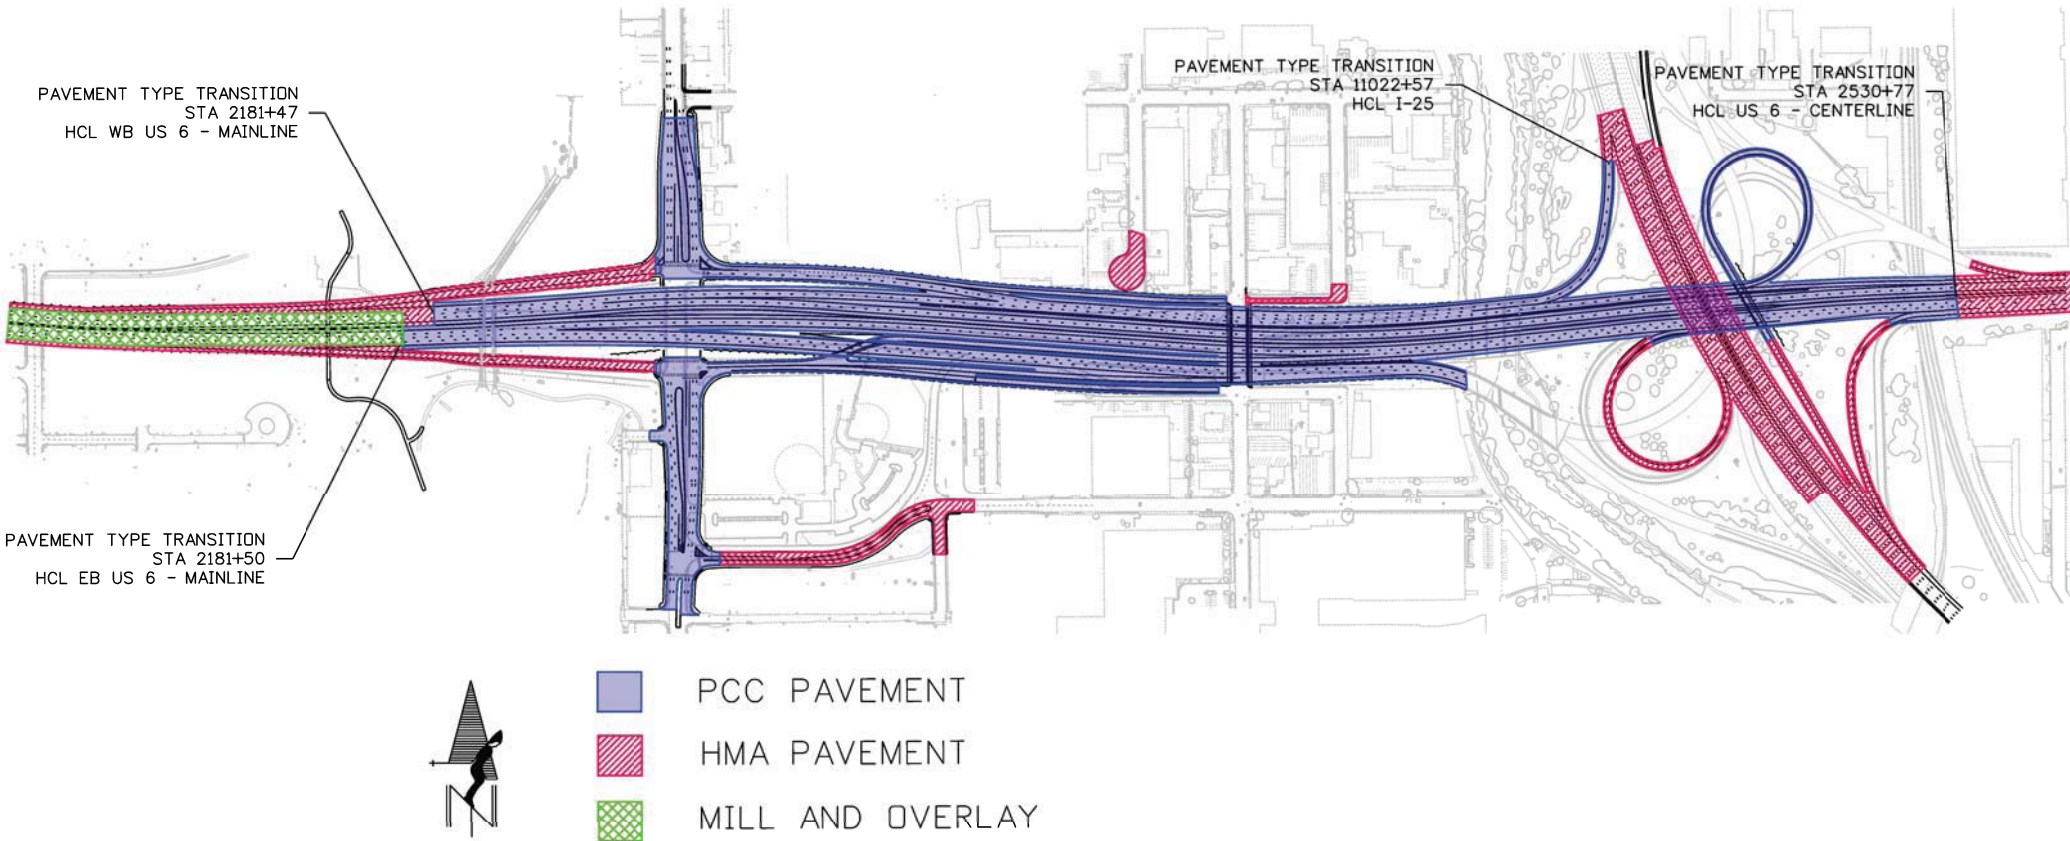 PAVEMENT TYPE TRANSITION
STA 2181+47
HCL WB US 6 - MAINLINE
PAVEMENT TYPE TRANSITION
STA 11022+57
HCL I-25
PAVEMENT TYPE TRANSITION
STA 2530+77
HCL US 6 - CENTERLINE
PAVEMENT TYPE TRANSITION
STA 2181+50
HCL EB US 6 - MAINLINE
PCC PAVEMENT
HMA PAVEMENT
MILL AND OVERLAY
N